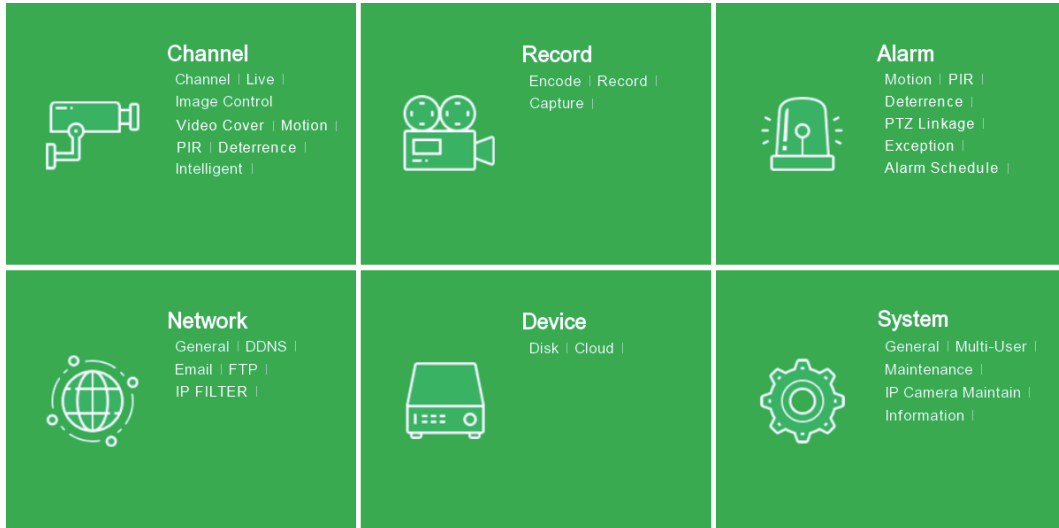 Channel
Channel | Live |
Image Control
Video Cover | Motion |
PIR | Deterrence |
Intelligent |
Record
Encode | Record |
Capture |
Alarm
Motion | PIR |
Deterrence |
PTZ Linkage |
Exception |
Alarm Schedule |
Network
General | DDNS |
Email | FTP |
IP FILTER |
Device
Disk | Cloud |
System
General | Multi-User |
Maintenance |
IP Camera Maintain |
Information |